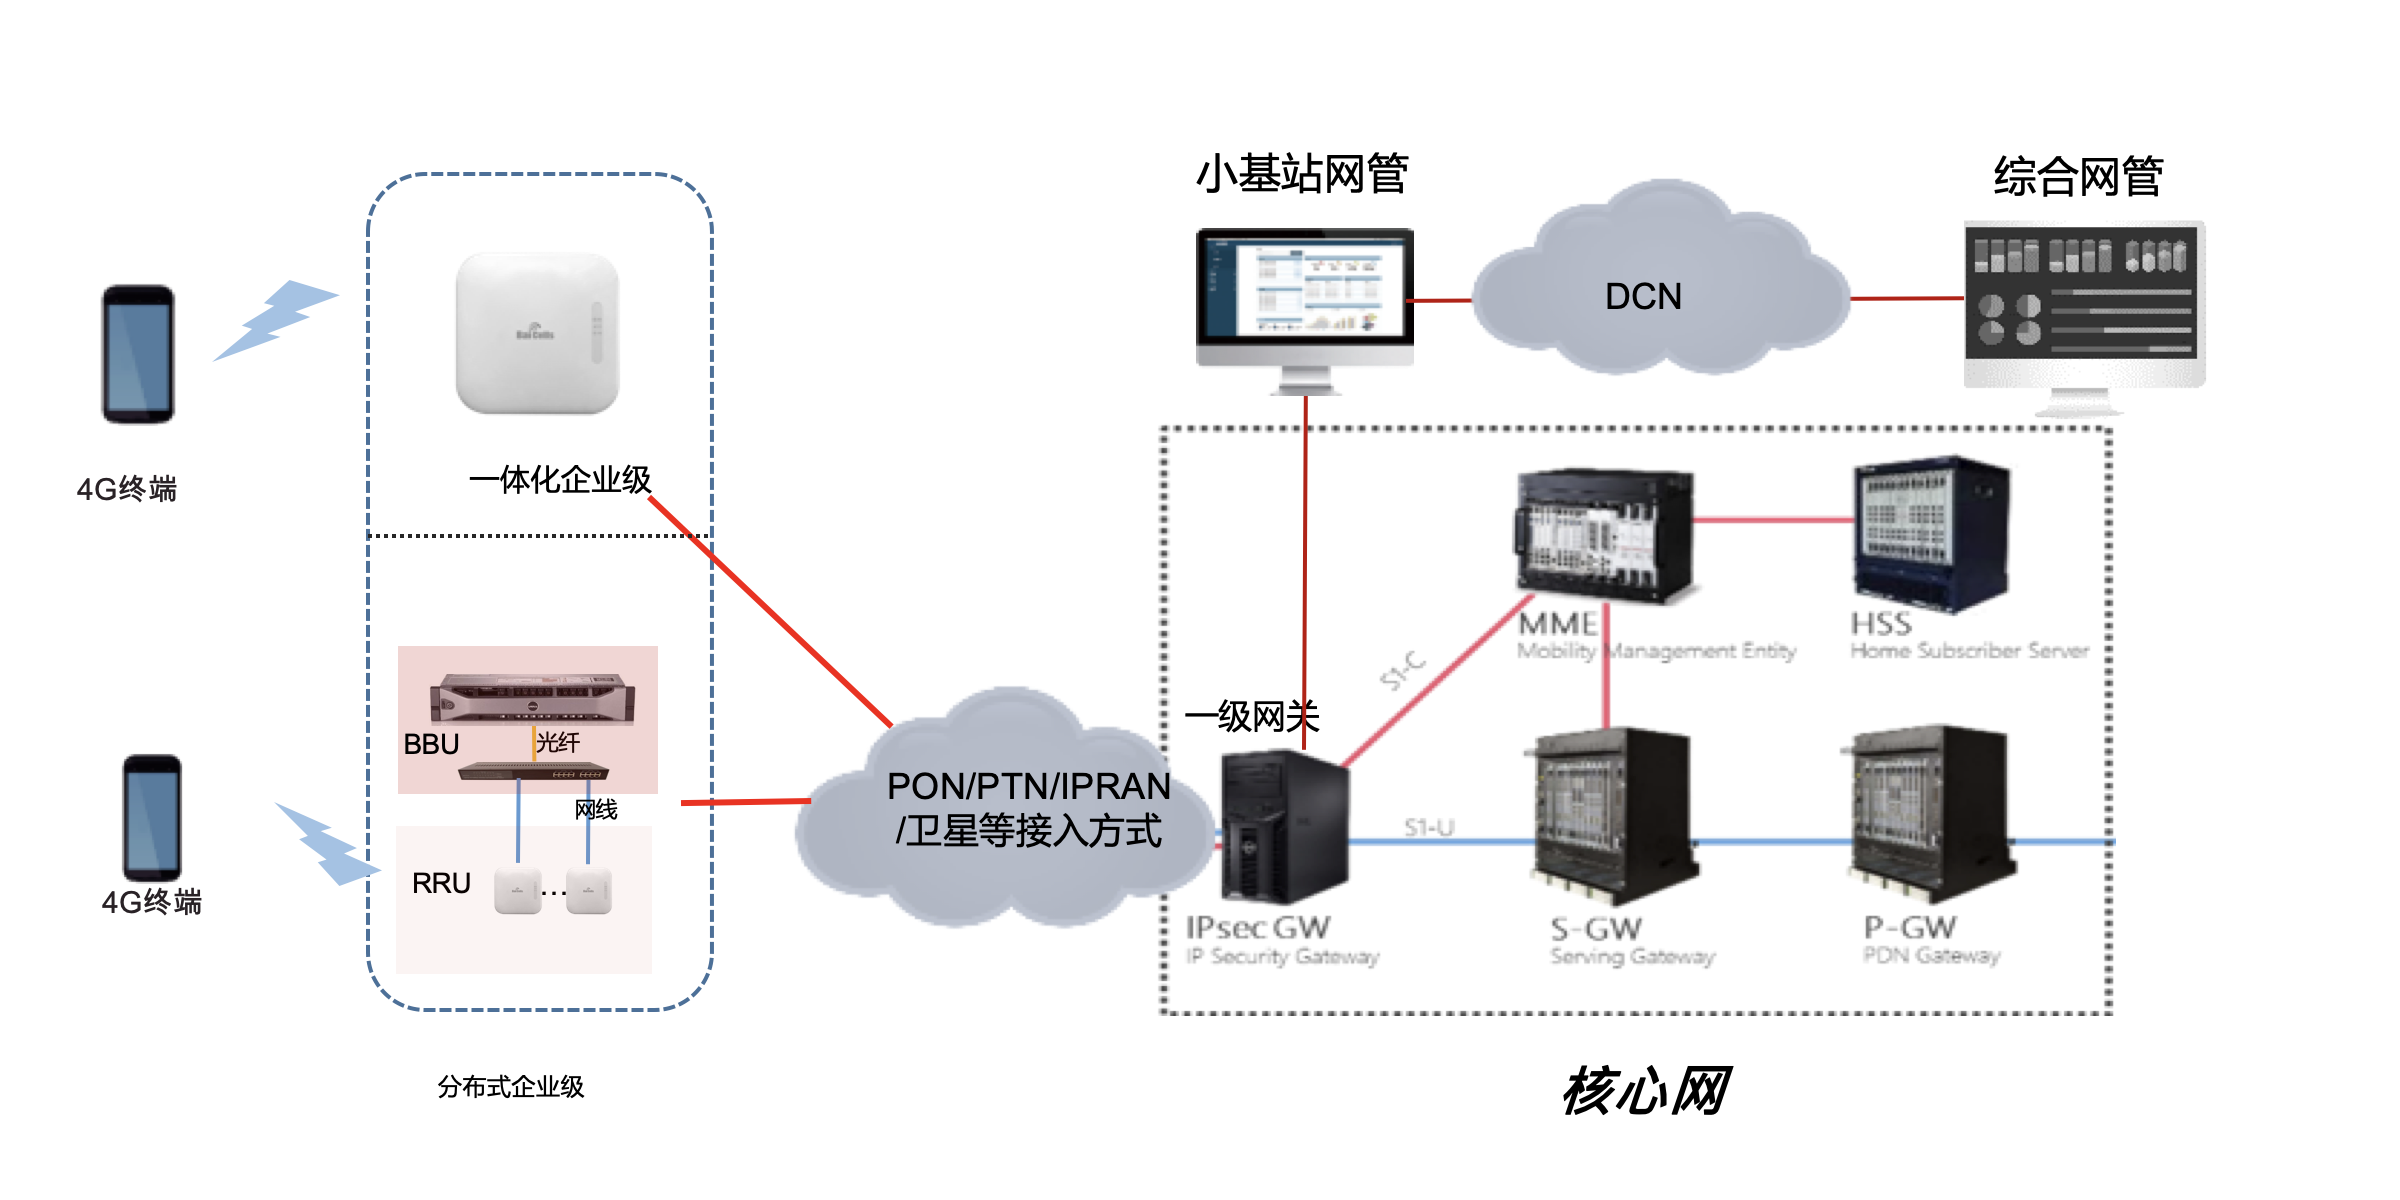 小基站网管
综合网管
DCN
BaiCells
4G终端
一体化企业级
MME
Mobility Management Entity
HSS
Home Subscriber Server
S1-C
一级网关
BBU
光纤
网线
PON/PTN/IPRAN
/卫星等接入方式
S1-U
RRU
...
4G终端
IPsec GW
IP Security Gateway
S-GW
Serving Gateway
P-GW
PDN Gateway
分布式企业级
核心网